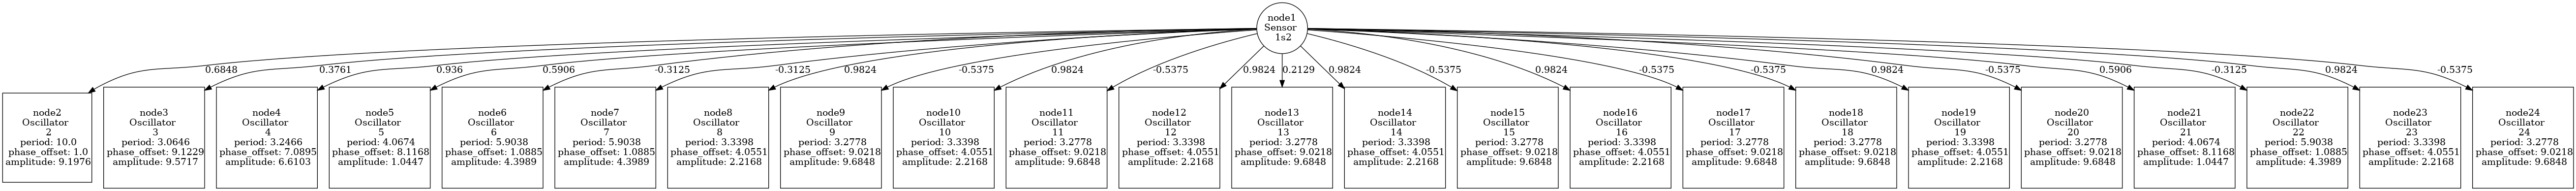 node1
Sensor
1s2
0.6848
0.3761
0.936
0.5906
-0.3125
-0.3125
0.9824
-0.5375
0.9824
-0.5375
0.9824
0.2129
0.9824
-0.5375
0.9824
-0.5375
-0.5375
0.9824
-0.5375
0.5906
-0.3125
0.9824
-0.5375
node2
Oscillator
2
period: 10.0
phase_offset: 1.0
amplitude: 9.1976
node3
Oscillator
3
period: 3.0646
phase_offset: 9.1229
amplitude: 9.5717
node4
Oscillator
4
period: 3.2466
phase_offset: 7.0895
amplitude: 6.6103
node5
Oscillator
5
period: 4.0674
phase_offset: 8.1168
amplitude: 1.0447
node6
Oscillator
6
period: 5.9038
phase_offset: 1.0885
amplitude: 4.3989
node7
Oscillator
7
period: 5.9038
phase_offset: 1.0885
amplitude: 4.3989
node8
Oscillator
8
period: 3.3398
phase_offset: 4.0551
amplitude: 2.2168
node9
Oscillator
9
period: 3.2778
phase_offset: 9.0218
amplitude: 9.6848
node10
Oscillator
10
period: 3.3398
phase_offset: 4.0551
amplitude: 2.2168
node11
Oscillator
11
period: 3.2778
phase_offset: 9.0218
amplitude: 9.6848
node12
Oscillator
12
period: 3.3398
phase_offset: 4.0551
amplitude: 2.2168
node13
Oscillator
13
period: 3.2778
phase_offset: 9.0218
amplitude: 9.6848
node14
Oscillator
14
period: 3.3398
phase_offset: 4.0551
amplitude: 2.2168
node15
Oscillator
15
period: 3.2778
phase_offset: 9.0218
amplitude: 9.6848
node16
Oscillator
16
period: 3.3398
phase_offset: 4.0551
amplitude: 2.2168
node17
Oscillator
17
period: 3.2778
phase_offset: 9.0218
amplitude: 9.6848
node18
Oscillator
18
period: 3.2778
phase_offset: 9.0218
amplitude: 9.6848
node19
Oscillator
19
period: 3.3398
phase_offset: 4.0551
amplitude: 2.2168
node20
Oscillator
20
period: 3.2778
phase_offset: 9.0218
amplitude: 9.6848
node21
Oscillator
21
period: 4.0674
phase_offset: 8.1168
amplitude: 1.0447
node22
Oscillator
22
period: 5.9038
phase_offset: 1.0885
amplitude: 4.3989
node23
Oscillator
23
period: 3.3398
phase_offset: 4.0551
amplitude: 2.2168
node24
Oscillator
24
period: 3.2778
phase_offset: 9.0218
amplitude: 9.6848